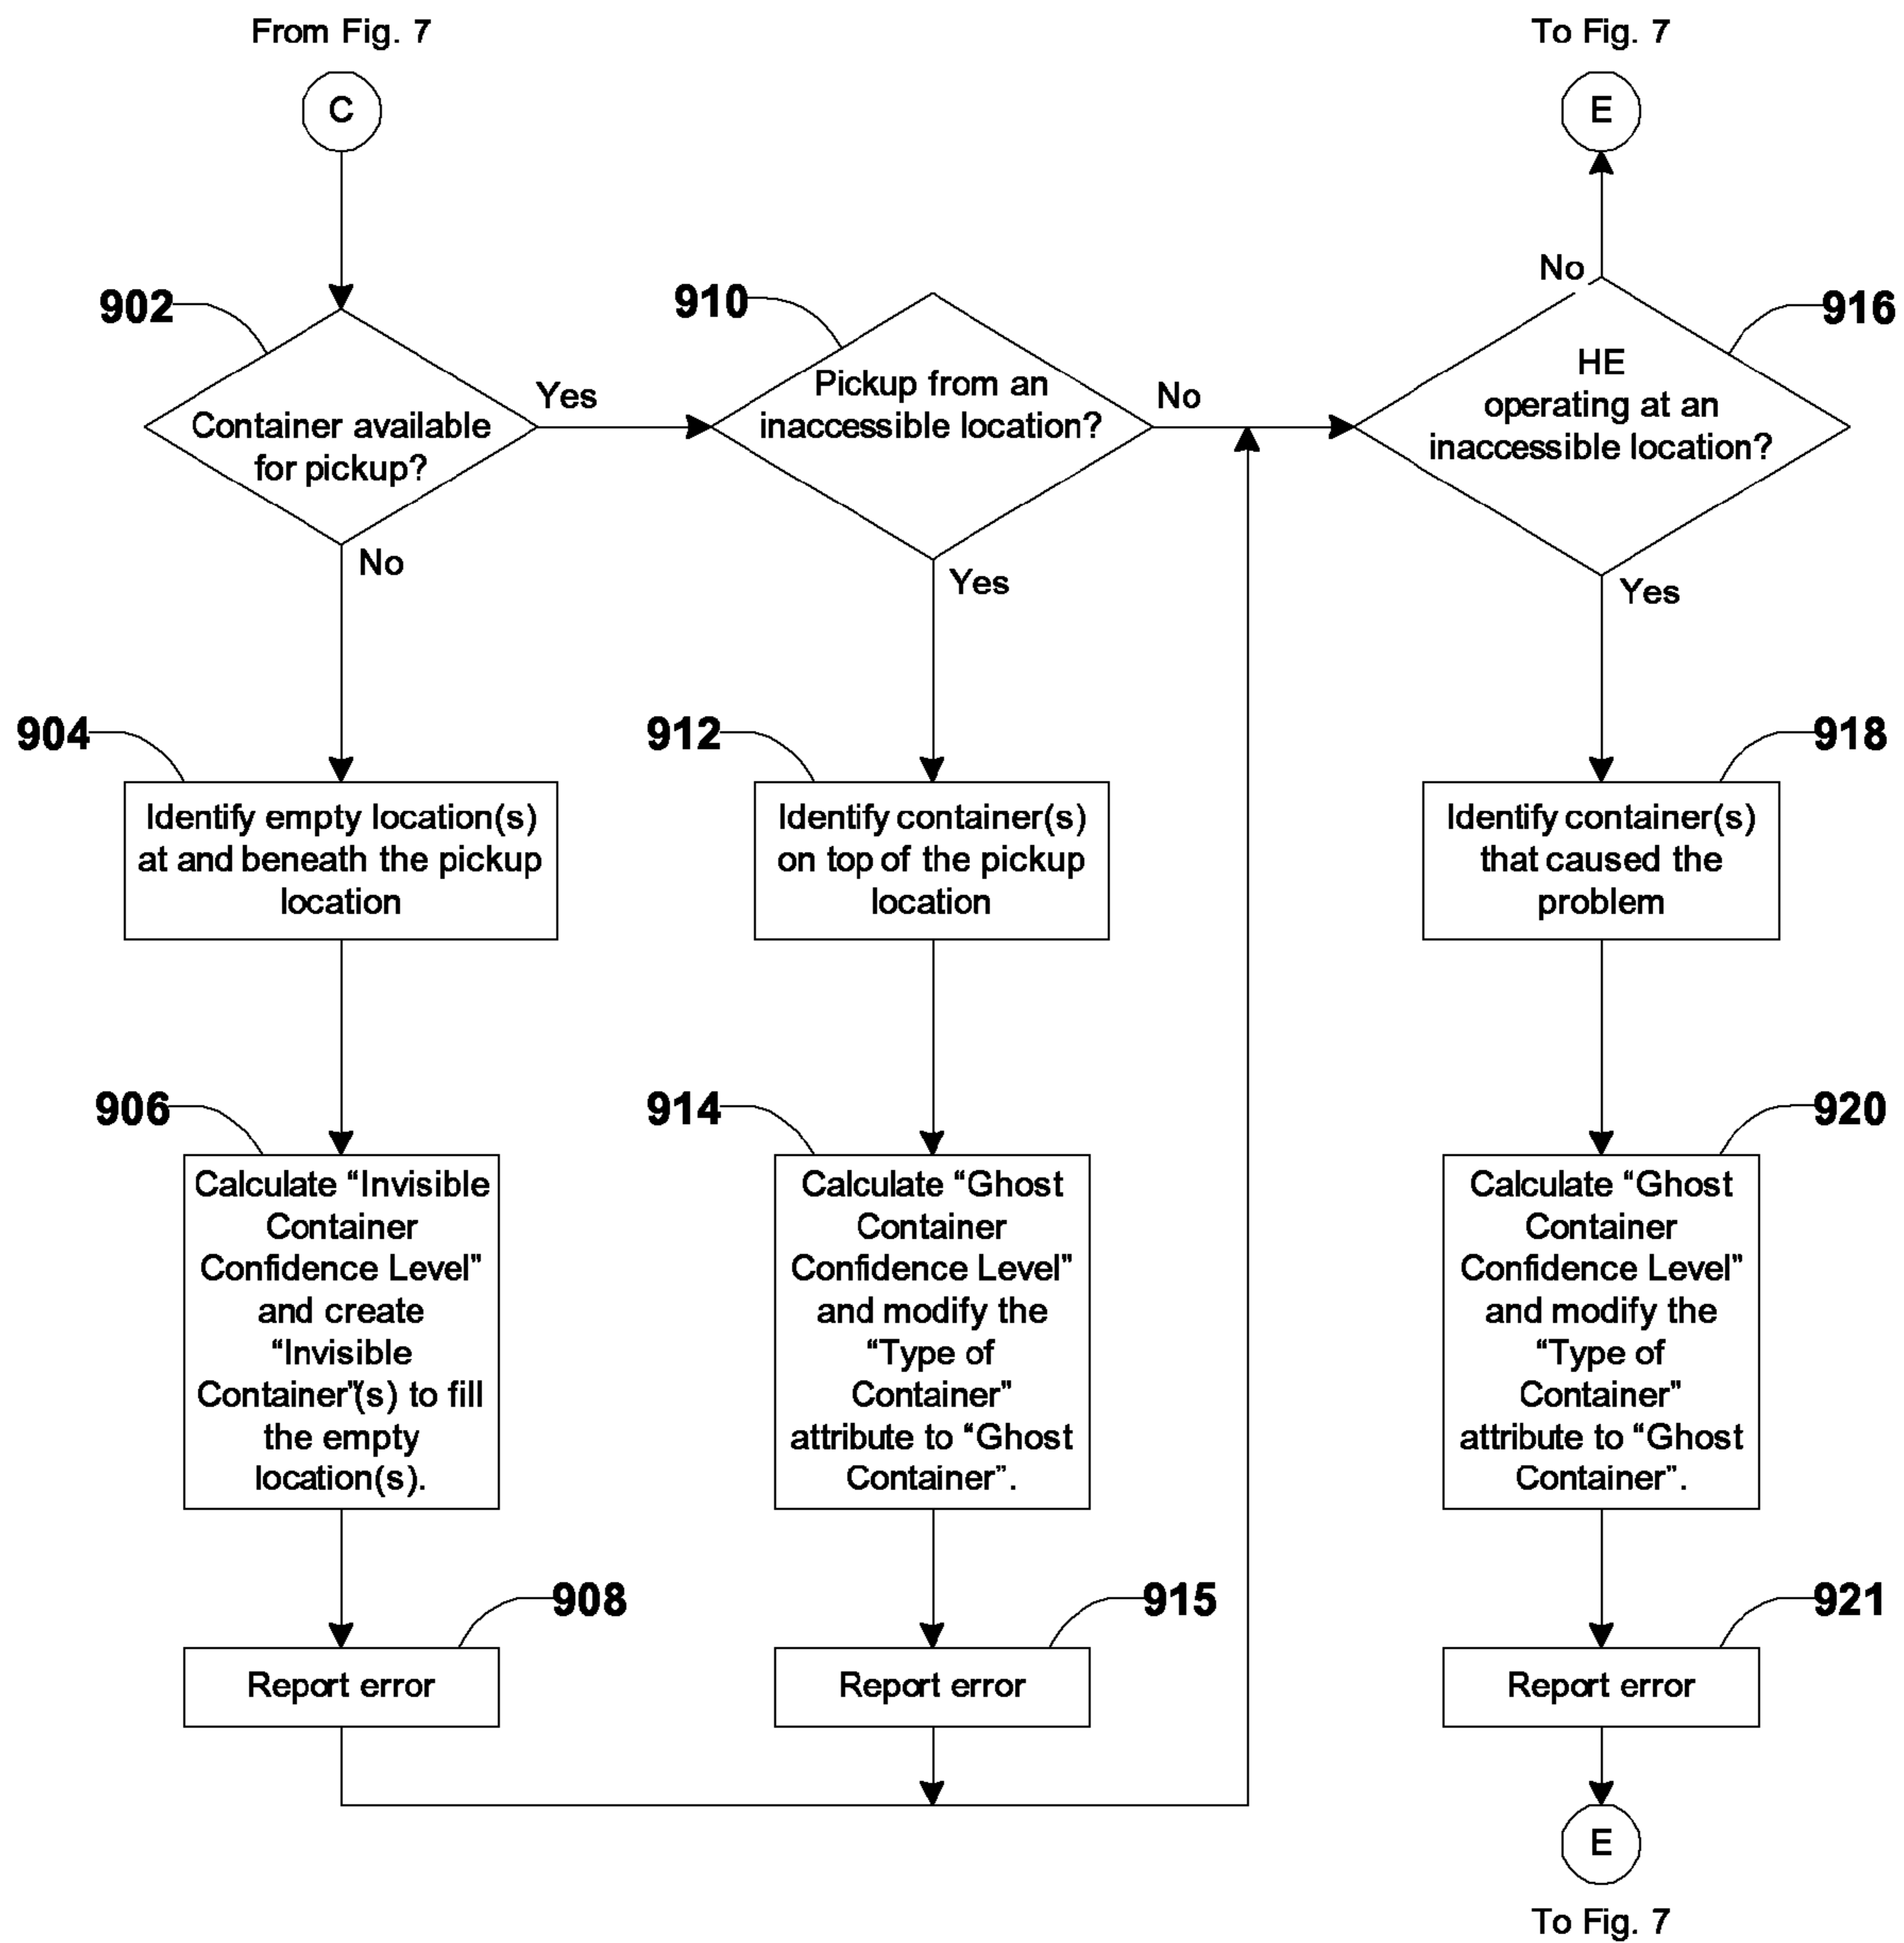 From Fig. 7
C
902
Container available
for pickup?
Yes
No
904
Identify empty location(s)
at and beneath the pickup
location
906
Calculate “Invisible
Container
Confidence Level”
and create
“Invisible
Container”(s) to fill
the empty
location(s).
908
Report error
910
Pickup from an
inaccessible location?
No
Yes
912
Identify container(s)
on top of the pickup
location
914
Calculate “Ghost
Container
Confidence Level”
and modify the
“Type of
Container”
attribute to “Ghost
Container”.
915
Report error
To Fig. 7
E
No
916
HE
operating at an
inaccessible location?
Yes
918
Identify container(s)
that caused the
problem
920
Calculate “Ghost
Container
Confidence Level”
and modify the
“Type of
Container”
attribute to “Ghost
Container”.
921
Report error
E
To Fig. 7